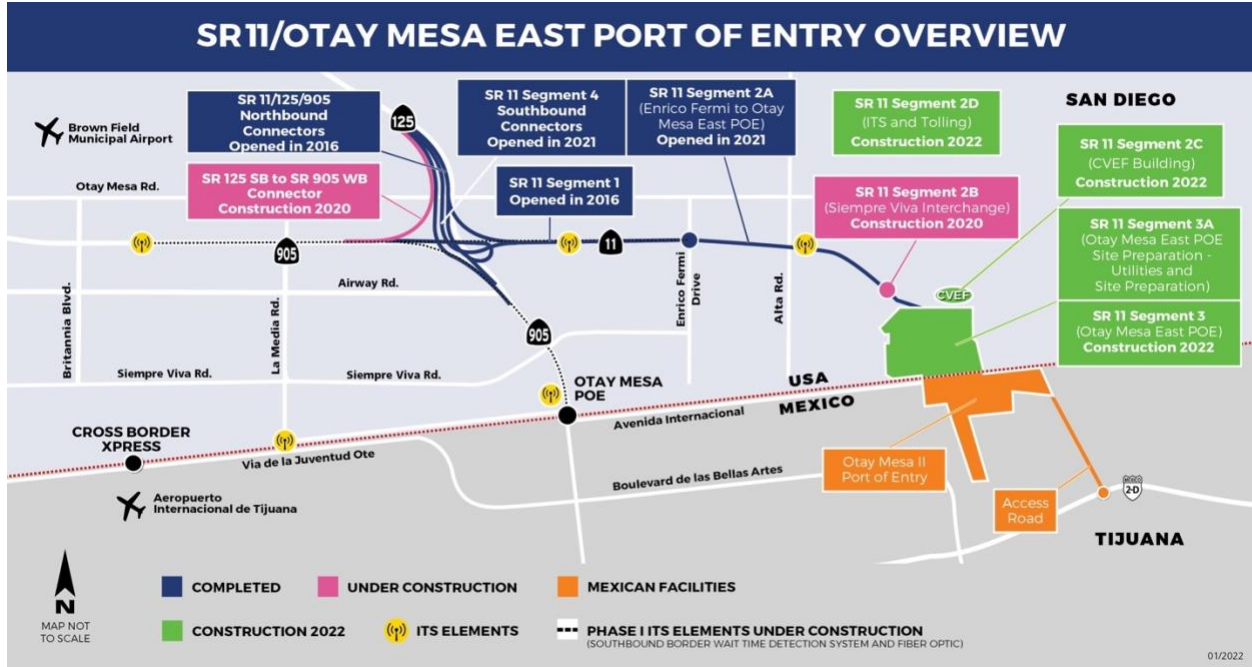 SR 11/OTAY MESA EAST PORT OF ENTRY OVERVIEW
Brown Field
Municipal Airport
SR 11/125/905
Northbound
Connectors
Opened in 2016
125
SR 11 Segment 4
Southbound
Connectors
Opened in 2021
SR 11 Segment 2A
(Enrico Fermi to Otay
Mesa East POE)
Opened in 2021
SR 11 Segment 2D
(ITS and Tolling)
Construction 2022
SAN DIEGO
SR 11 Segment 2C
(CVEF Building)
Construction 2022
Otay Mesa Rd.
SR 125 SB to SR 905 WB
Connector
Construction 2020
SR 11 Segment 1
Opened in 2016
SR 11 Segment 2B
(Siempre Viva Interchange)
Construction 2020
SR 11 Segment 3A
(Otay Mesa East POE
Site Preparation -
Utilities and
Site Preparation)
905
11
Airway Rd.
CVEF
Britannia Blvd.
La Media Rd.
Enrico Fermi
Drive
Alta Rd.
905
SR 11 Segment 3
(Otay Mesa East POE)
Construction 2022
Siempre Viva Rd.
Siempre Viva Rd.
OTAY MESA
POE
USA
MEXICO
Avenida Internacional
CROSS BORDER
XPRESS
Via de la Juventud Ote
Boulevard de las Bellas Artes
Otay Mesa II
Port of Entry
Aeropuerto
Internacional de Tijuana
Access
Road
MEXICO
2-D
TIJUANA
N
MAP NOT
TO SCALE
COMPLETED
UNDER CONSTRUCTION
MEXICAN FACILITIES
CONSTRUCTION 2022
ITS ELEMENTS
PHASE I ITS ELEMENTS UNDER CONSTRUCTION
(SOUTHBOUND BORDER WAIT TIME DETECTION SYSTEM AND FIBER OPTIC)
01/2022